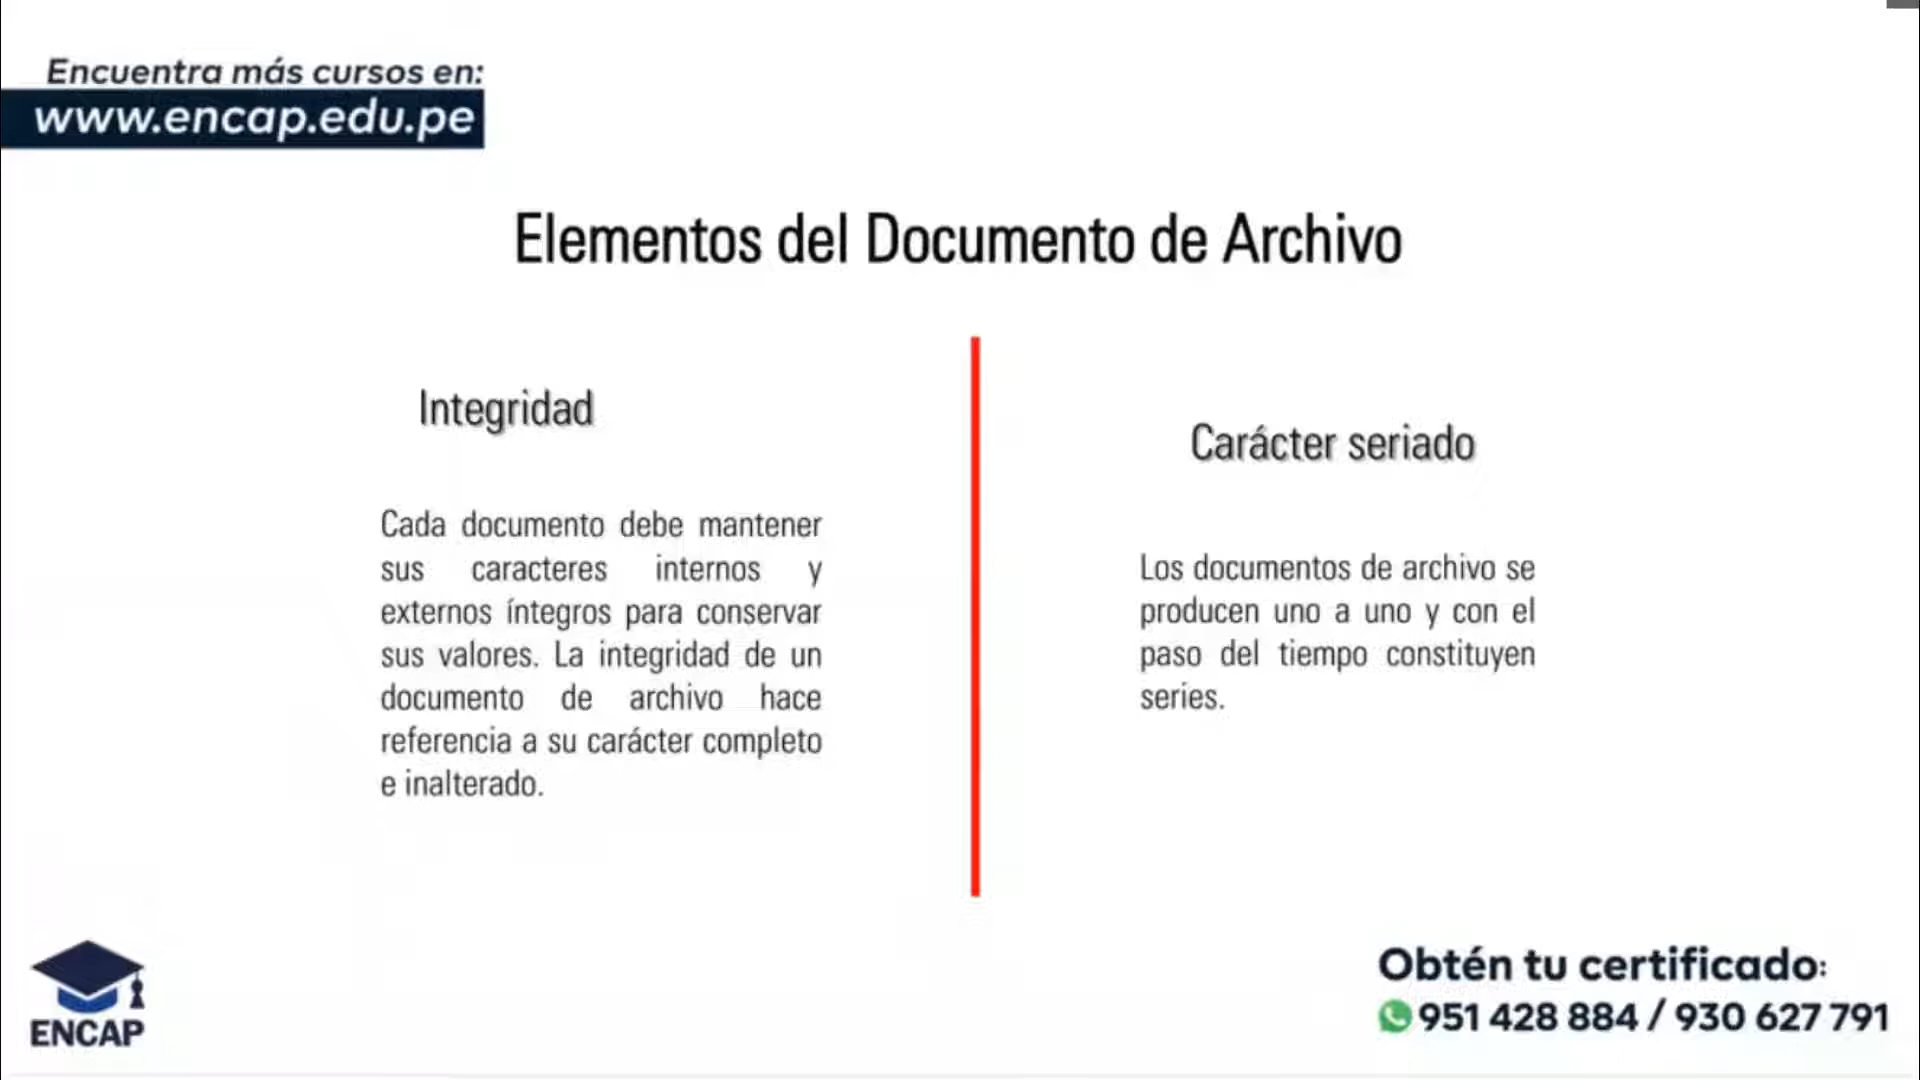 Encuentra más cursos en:
www.encap.edu.pe
Elementos del Documento de Archivo
Integridad
Cada documento debe mantener
sus caracteres internos y
externos íntegros para conservar
sus valores. La integridad de un
documento de archivo hace
referencia a su carácter completo
e inalterado.
Carácter seriado
Los documentos de archivo se
producen uno a uno y con el
paso del tiempo constituyen
series.
ENCAP
Obtén tu certificado:
951 428 884 / 930 627 791